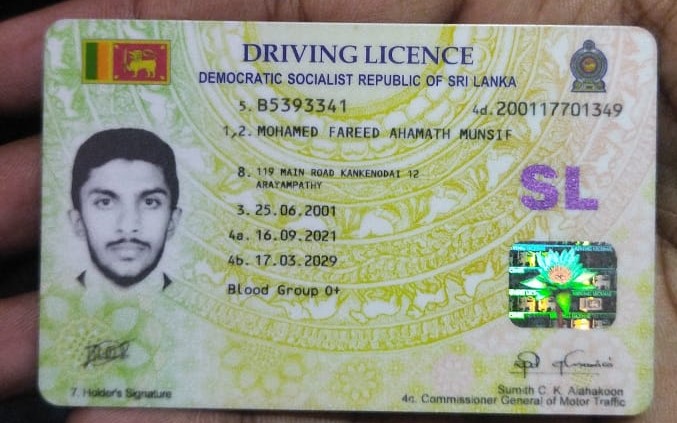 DRIVING LICENCE
DEMOCRATIC SOCIALIST REPUBLIC OF SRI LANKA
5. B5393341 4d. 200117701349
1,2. MOHAMED FAREED AHAMATH MUNSIF
8. 119 MAIN ROAD KANKENODAI 12
ARAYAMPATHY
SL
3. 25.06.2001
4a. 16.09.2021
4b. 17.03.2029
Blood Group O+
7. Holder's Signature
Sumith C. K. Alahakoon
4c. Commissioner General of Motor Traffic